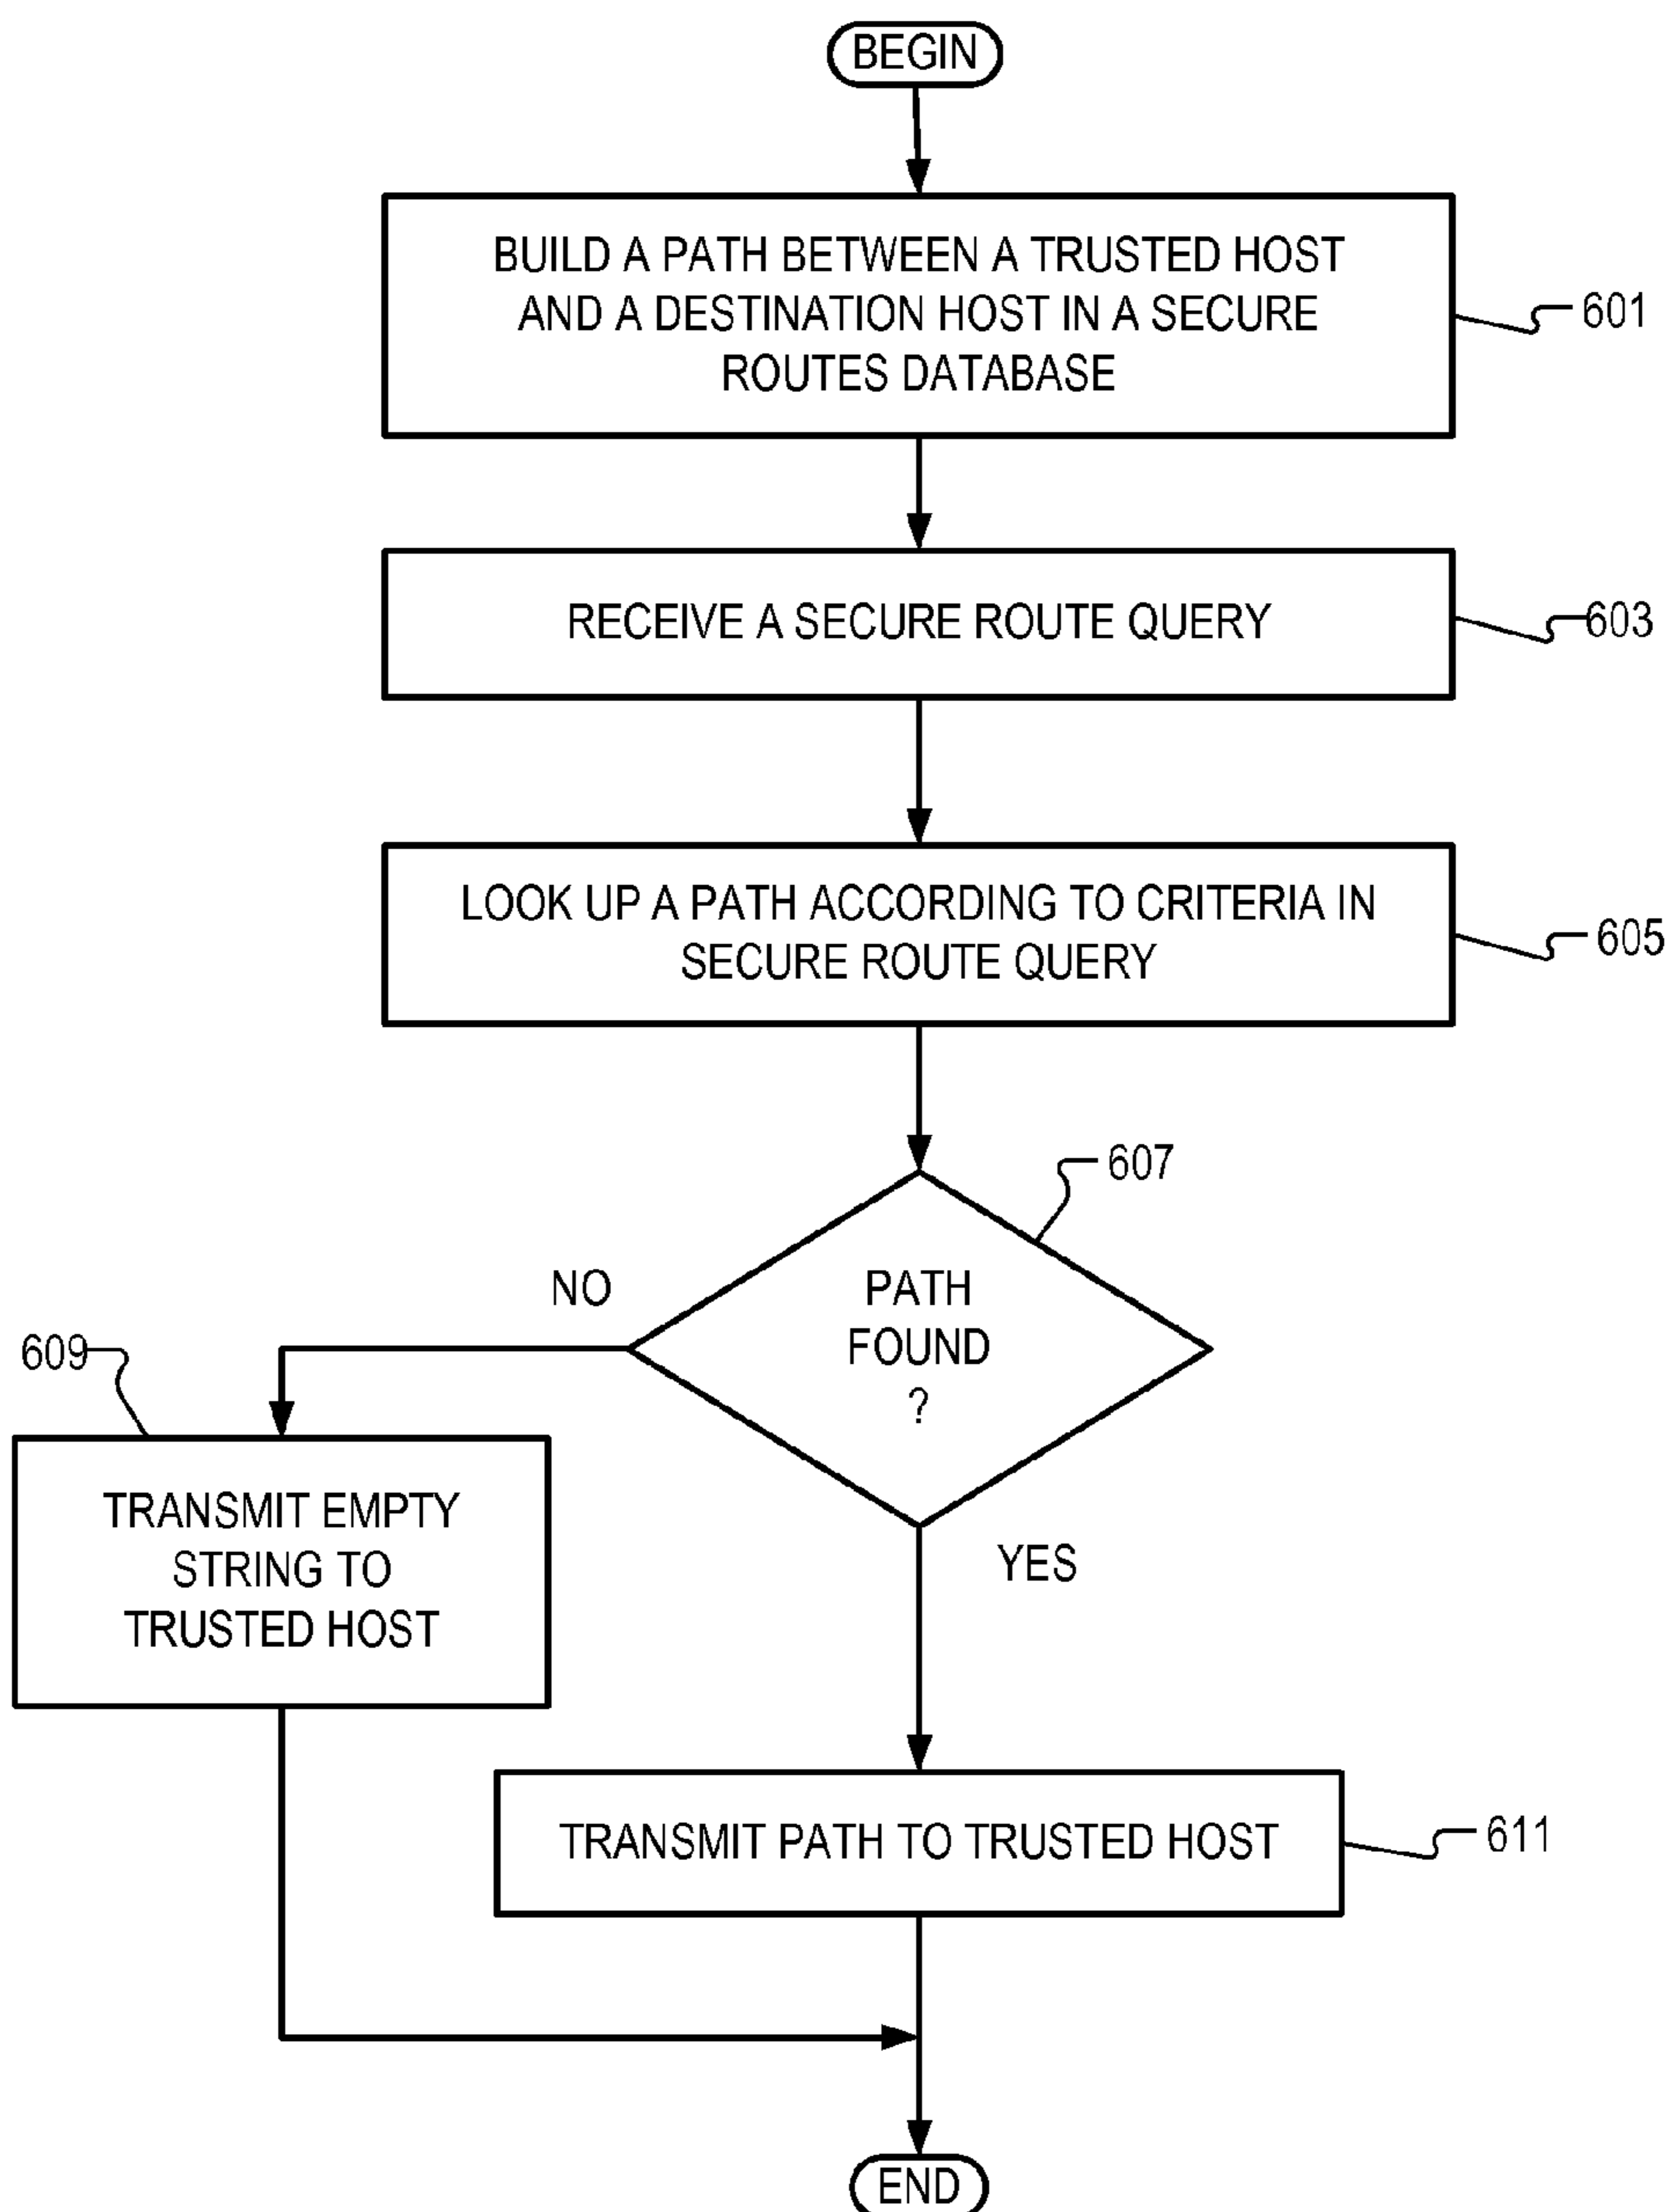 BEGIN
BUILD A PATH BETWEEN A TRUSTED HOST
AND A DESTINATION HOST IN A SECURE
ROUTES DATABASE
601
RECEIVE A SECURE ROUTE QUERY
603
LOOK UP A PATH ACCORDING TO CRITERIA IN
SECURE ROUTE QUERY
605
607
PATH
FOUND
?
NO
YES
609
TRANSMIT EMPTY
STRING TO
TRUSTED HOST
TRANSMIT PATH TO TRUSTED HOST
611
END